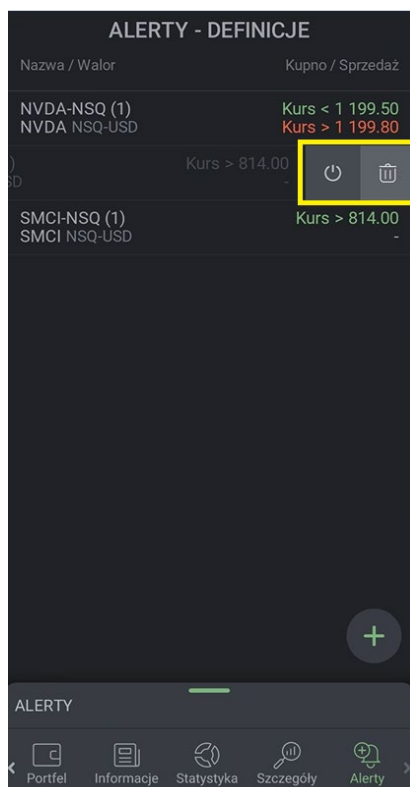 ALERTY - DEFINICJE
Nazwa / Walor Kupno / Sprzedaż
NVDA-NSQ (1) Kurs < 1 199.50
NVDA NSQ-USD Kurs > 1 199.80
) Kurs > 814.00
SD -
SMCI-NSQ (1) Kurs > 814.00
SMCI NSQ-USD -
ALERTY
Portfel Informacje Statystyka Szczegóły Alerty